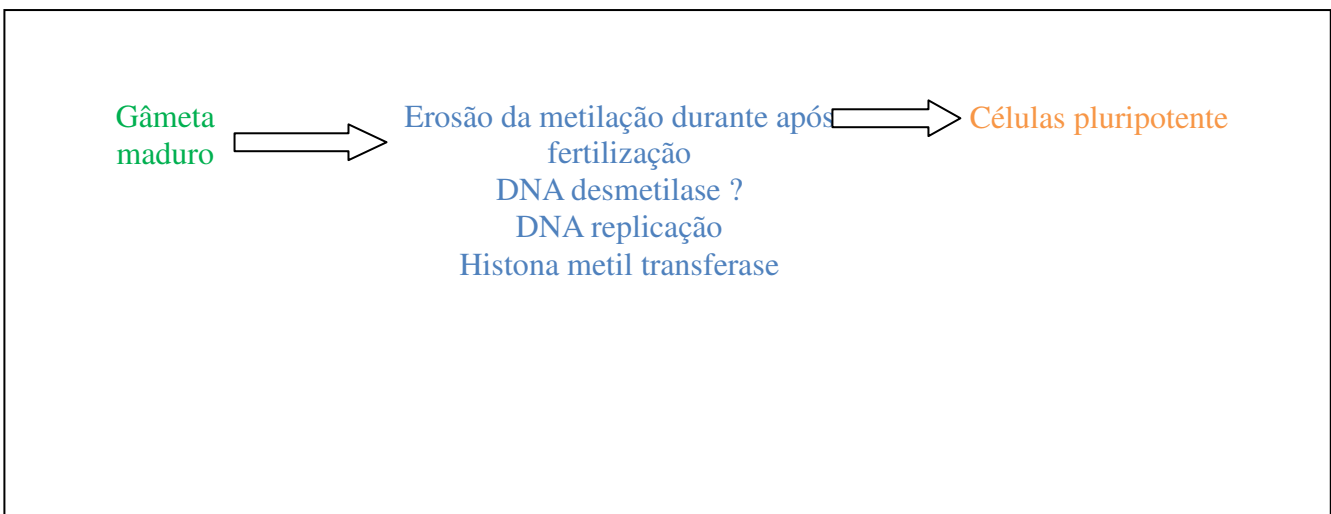 Gâmeta
maduro
Erosão da metilação durante após
fertilização
DNA desmetilase ?
DNA replicação
Histona metil transferase
Células pluripotente